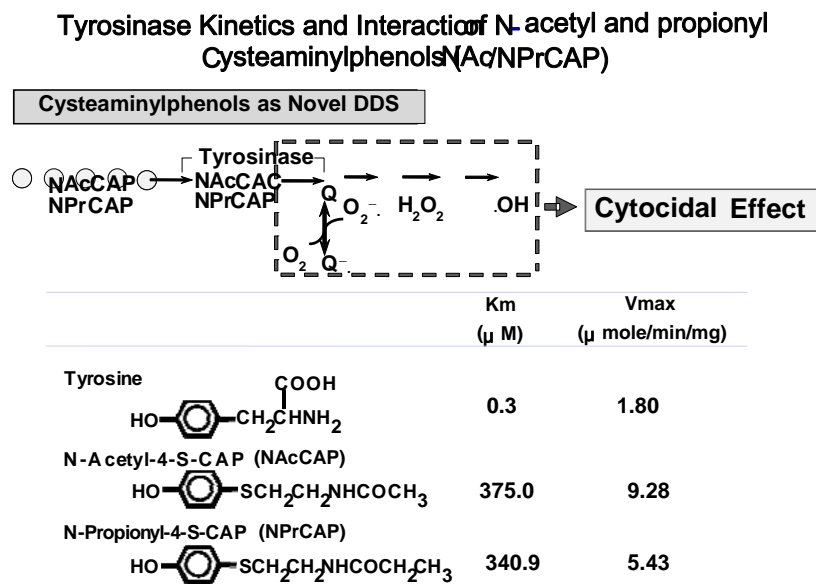 Tyrosinase Kinetics and Interaction of N- acetyl and propionyl
Cysteaminylphenols (NAc/NPrCAP)
Cysteaminylphenols as Novel DDS
Tyrosinase
NAcCAP
NPrCAP
NAcCAC
NPrCAP
Q
O2−.
H2O2
.OH
Cytocidal Effect
O2
Q−.
Km
(μ M)
Vmax
(μ mole/min/mg)
Tyrosine
COOH
HO CH2CHNH2
0.3
1.80
N-Acetyl-4-S-CAP (NAcCAP)
HO SCH2CH2NHCOCH3
375.0
9.28
N-Propionyl-4-S-CAP (NPrCAP)
HO SCH2CH2NHCOCH2CH3
340.9
5.43